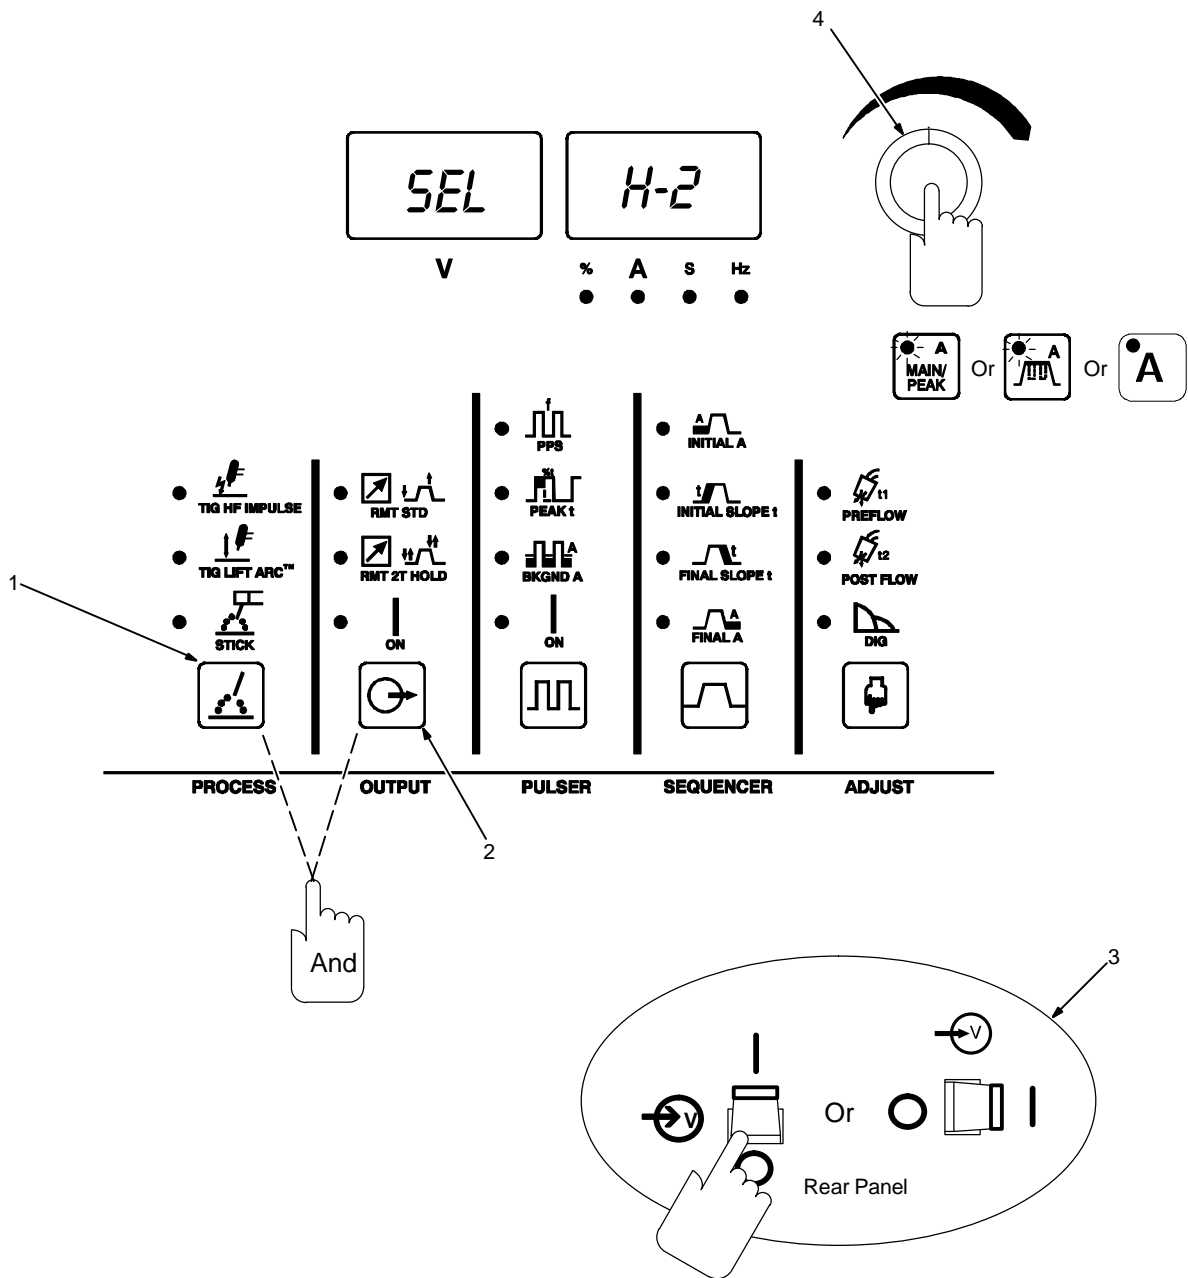 4
SEL H-2
V
% A S Hz
A
MAIN/
PEAK
Or
A
Or
A
f
PPS
%t
PEAK t
A
BKGND A
ON
A
INITIAL A
t
INITIAL SLOPE t
t
FINAL SLOPE t
A
FINAL A
TIG HF IMPULSE
TIG LIFT ARC™
STICK
RMT STD
RMT 2T HOLD
ON
t1
PREFLOW
t2
POST FLOW
DIG
1
PROCESS OUTPUT PULSER SEQUENCER ADJUST
2
And
3
V
V
Or
Rear Panel